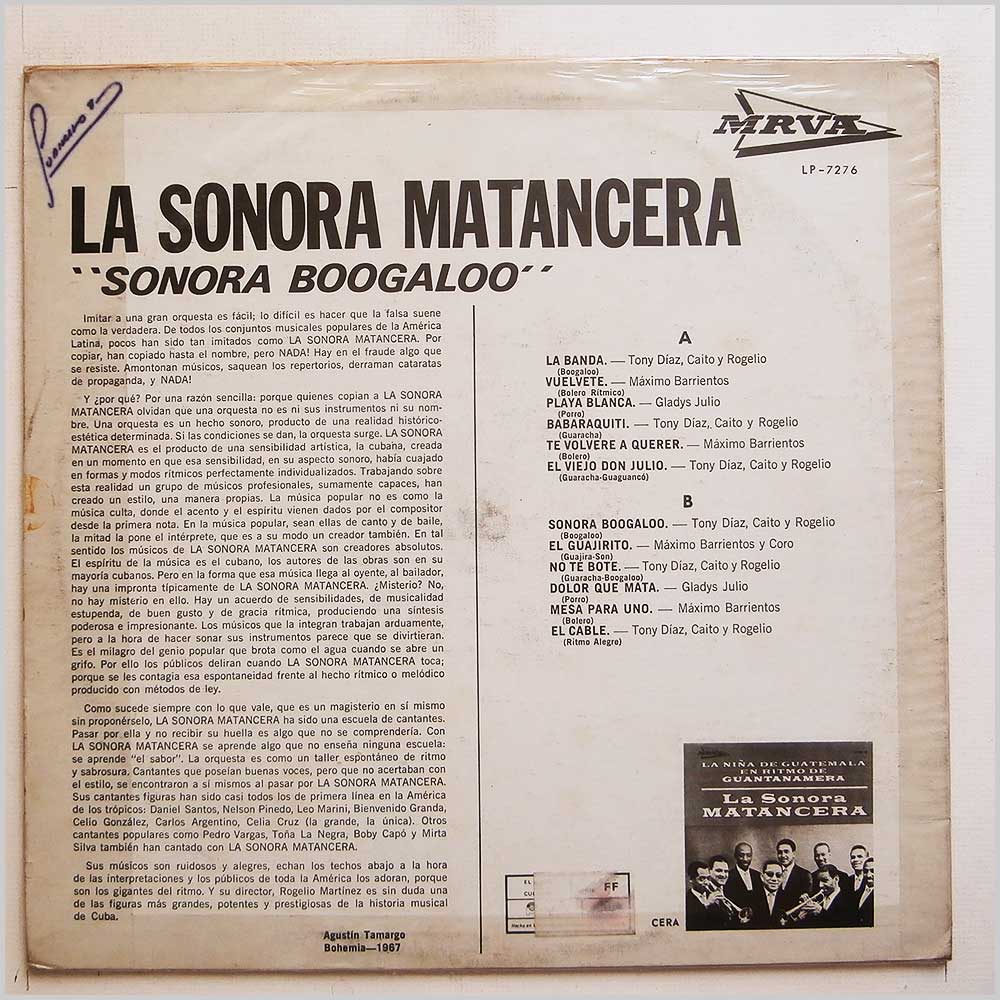 MRVA
LP-7276
LA SONORA MATANCERA
``SONORA BOOGALOO´´
Imitar a una gran orquesta es fácil; lo difícil es hacer que la falsa suene
como la verdadera. De todos los conjuntos musicales populares de la América
Latina, pocos han sido tan imitados como LA SONORA MATANCERA. Por
copiar, han copiado hasta el nombre, pero NADA! Hay en el fraude algo que
se resiste. Amontonan músicos, saquean los repertorios, derraman cataratas
de propaganda, y NADA!
Y ¿por qué? Por una razón sencilla: porque quienes copian a LA SONORA
MATANCERA olvidan que una orquesta no es ni sus instrumentos ni su nom-
bre. Una orquesta es un hecho sonoro, producto de una realidad histórico-
estética determinada. Si las condiciones se dan, la orquesta surge. LA SONORA
MATANCERA es el producto de una sensibilidad artística, la cubana, creada
en un momento en que esa sensibilidad, en su aspecto sonoro, había cuajado
en formas y modos rítmicos perfectamente individualizados. Trabajando sobre
esta realidad un grupo de músicos profesionales, sumamente capaces, han
creado un estilo, una manera propias. La música popular no es como la
música culta, donde el acento y el espíritu vienen dados por el compositor
desde la primera nota. En la música popular, sean ellas de canto y de baile,
la mitad la pone el intérprete, que es a su modo un creador también. En tal
sentido los músicos de LA SONORA MATANCERA son creadores absolutos.
El espíritu de la música es el cubano, los autores de las obras son en su
mayoría cubanos. Pero en la forma que esa música llega al oyente, al bailador,
hay una impronta típicamente de LA SONORA MATANCERA. ¿Misterio? No,
no hay misterio en ello. Hay un acuerdo de sensibilidades, de musicalidad
estupenda, de buen gusto y de gracia rítmica, produciendo una síntesis
poderosa e impresionante. Los músicos que la integran trabajan arduamente,
pero a la hora de hacer sonar sus instrumentos parece que se divirtieran.
Es el milagro del genio popular que brota como el agua cuando se abre un
grifo. Por ello los públicos deliran cuando LA SONORA MATANCERA toca;
porque se les contagia esa espontaneidad frente al hecho rítmico o melódico
producido con métodos de ley.
Como sucede siempre con lo que vale, que es un magisterio en sí mismo
sin proponérselo, LA SONORA MATANCERA ha sido una escuela de cantantes.
Pasar por ella y no recibir su huella es algo que no se comprendería. Con
LA SONORA MATANCERA se aprende algo que no enseña ninguna escuela:
se aprende "el sabor". La orquesta es como un taller espontáneo de ritmo
y sabrosura. Cantantes que poseían buenas voces, pero que no acertaban con
el estilo, se encontraron a sí mismos al pasar por LA SONORA MATANCERA.
Sus cantantes figuras han sido casi todos los de primera línea en la América
de los trópicos: Daniel Santos, Nelson Pinedo, Leo Marini, Bienvenido Granda,
Celio González, Carlos Argentino, Celia Cruz (la grande, la única). Otros
cantantes populares como Pedro Vargas, Toña La Negra, Boby Capó y Mirta
Silva también han cantado con LA SONORA MATANCERA.
Sus músicos son ruidosos y alegres, echan los techos abajo a la hora
de las interpretaciones y los públicos de toda la América los adoran, porque
son los gigantes del ritmo. Y su director, Rogelio Martínez es sin duda una
de las figuras más grandes, potentes y prestigiosas de la historia musical
de Cuba.
Agustín Tamargo
Bohemia—1967
A
LA BANDA. — Tony Díaz, Caito y Rogelio
(Boogaloo)
VUELVETE. — Máximo Barrientos
(Bolero Rítmico)
PLAYA BLANCA. — Gladys Julio
(Porro)
BABARAQUITI. — Tony Díaz, Caito y Rogelio
(Guaracha)
TE VOLVERE A QUERER. — Máximo Barrientos
(Bolero)
EL VIEJO DON JULIO. — Tony Díaz, Caito y Rogelio
(Guaracha-Guaguancó)
B
SONORA BOOGALOO. — Tony Díaz, Caito y Rogelio
(Boogaloo)
EL GUAJIRITO. — Máximo Barrientos y Coro
(Guajira-Son)
NO TE BOTE. — Tony Díaz, Caito y Rogelio
(Guaracha-Boogaloo)
DOLOR QUE MATA. — Gladys Julio
(Porro)
MESA PARA UNO. — Máximo Barrientos
(Bolero)
EL CABLE. — Tony Díaz, Caito y Rogelio
(Ritmo Alegre)
LA NIÑA DE GUATEMALA
EN RITMO DE
GUANTANAMERA
La Sonora
MATANCERA
EL
FF
CU
Hecho en
CERA